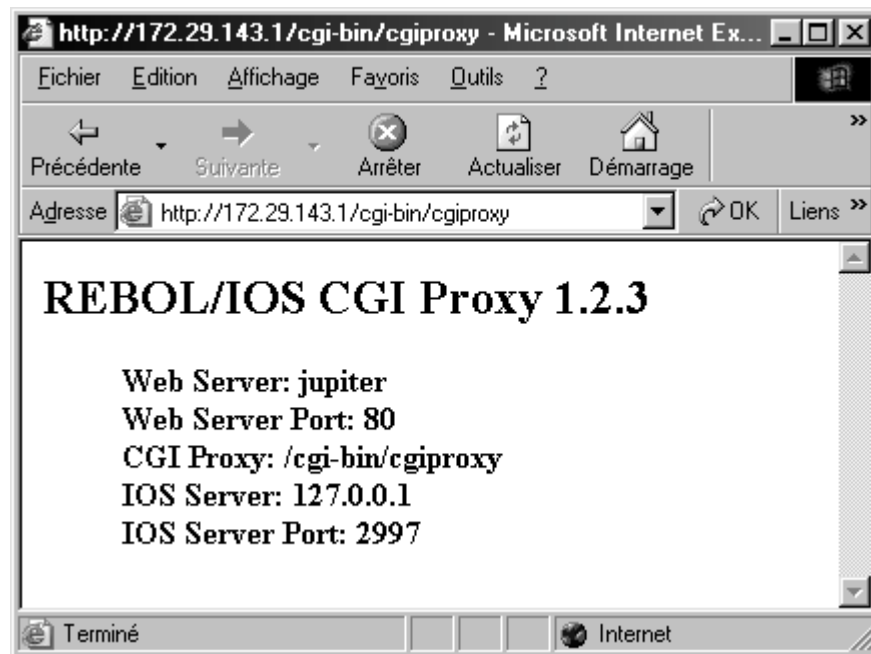 http://172.29.143.1/cgi-bin/cgiproxy - Microsoft Internet Ex...
Fichier Edition Affichage Favoris Outils ?
Précédente Suivante Arrêter Actualiser Démarrage »
Adresse http://172.29.143.1/cgi-bin/cgiproxy OK Liens »
REBOL/IOS CGI Proxy 1.2.3
Web Server: jupiter
Web Server Port: 80
CGI Proxy: /cgi-bin/cgiproxy
IOS Server: 127.0.0.1
IOS Server Port: 2997
Terminé Internet